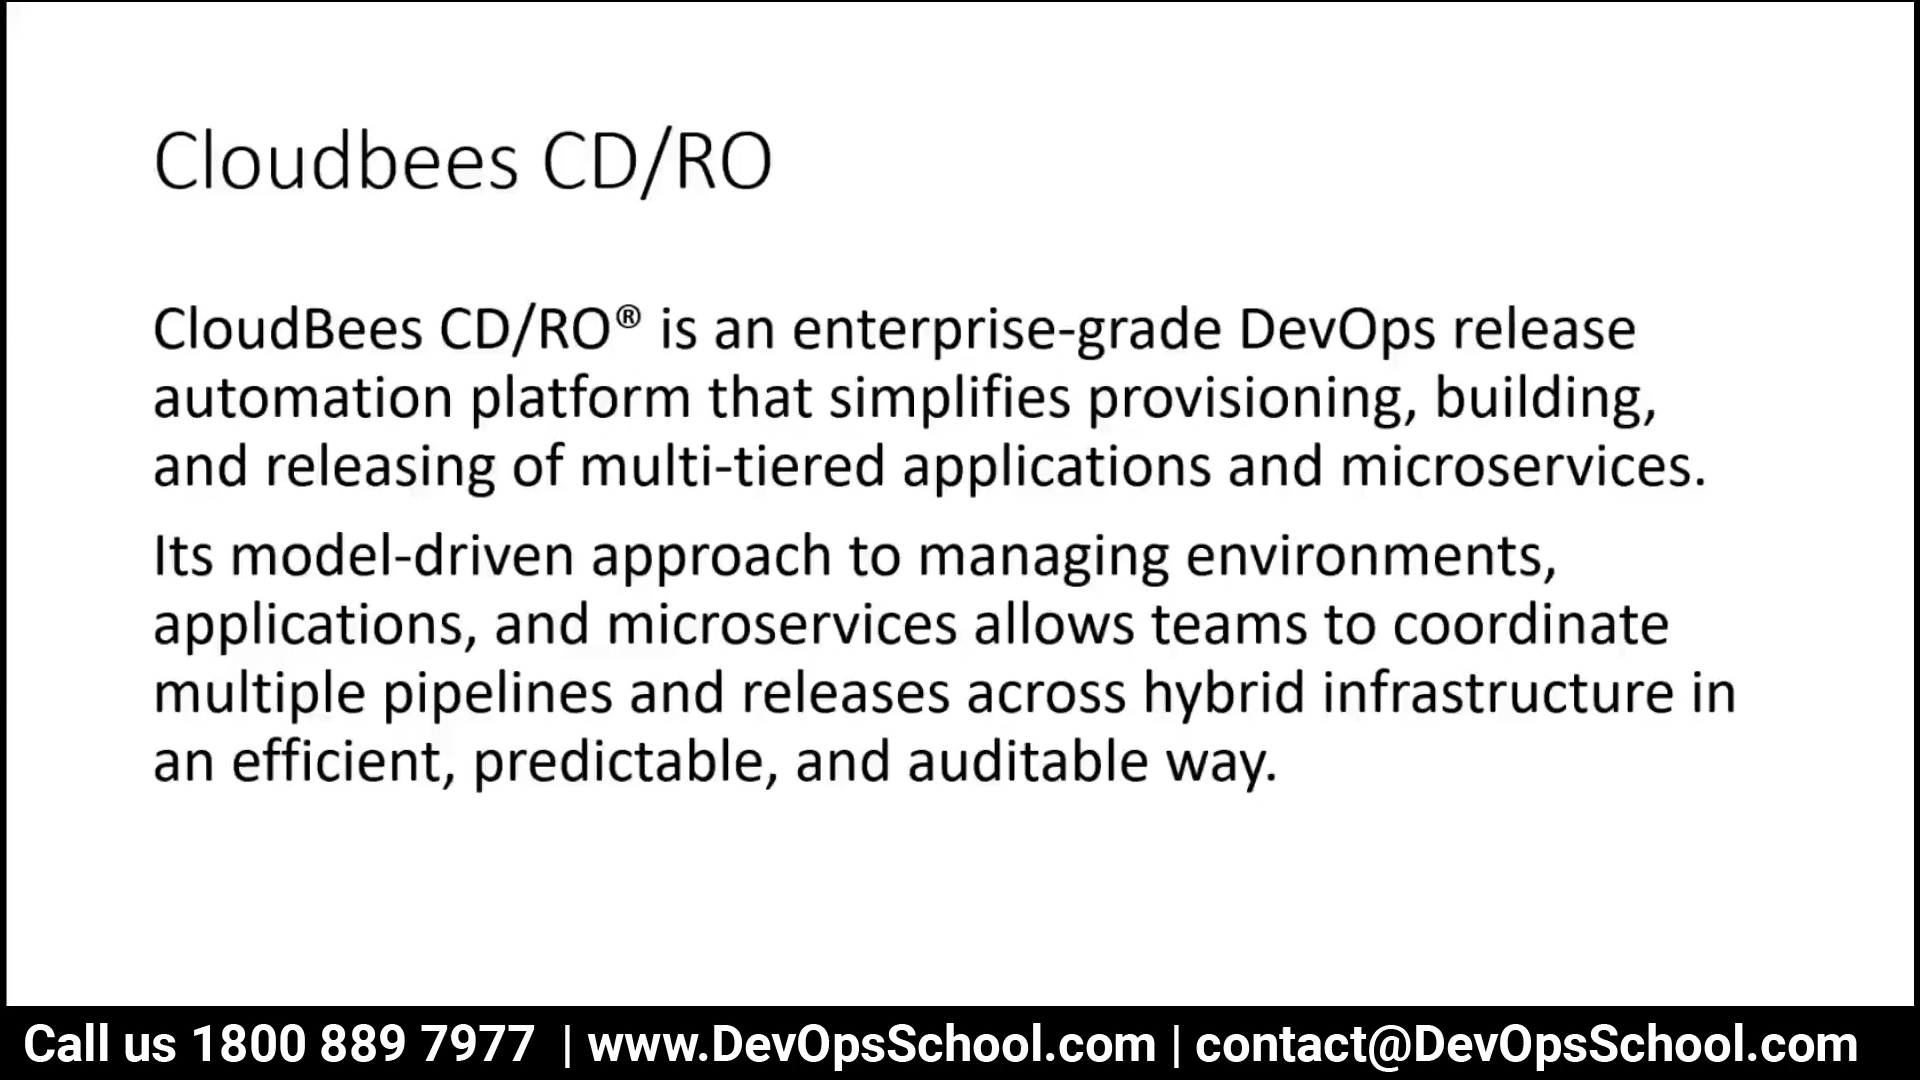 Cloudbees CD/RO
CloudBees CD/RO® is an enterprise-grade DevOps release
automation platform that simplifies provisioning, building,
and releasing of multi-tiered applications and microservices.
Its model-driven approach to managing environments,
applications, and microservices allows teams to coordinate
multiple pipelines and releases across hybrid infrastructure in
an efficient, predictable, and auditable way.
Call us 1800 889 7977 | www.DevOpsSchool.com | contact@DevOpsSchool.com